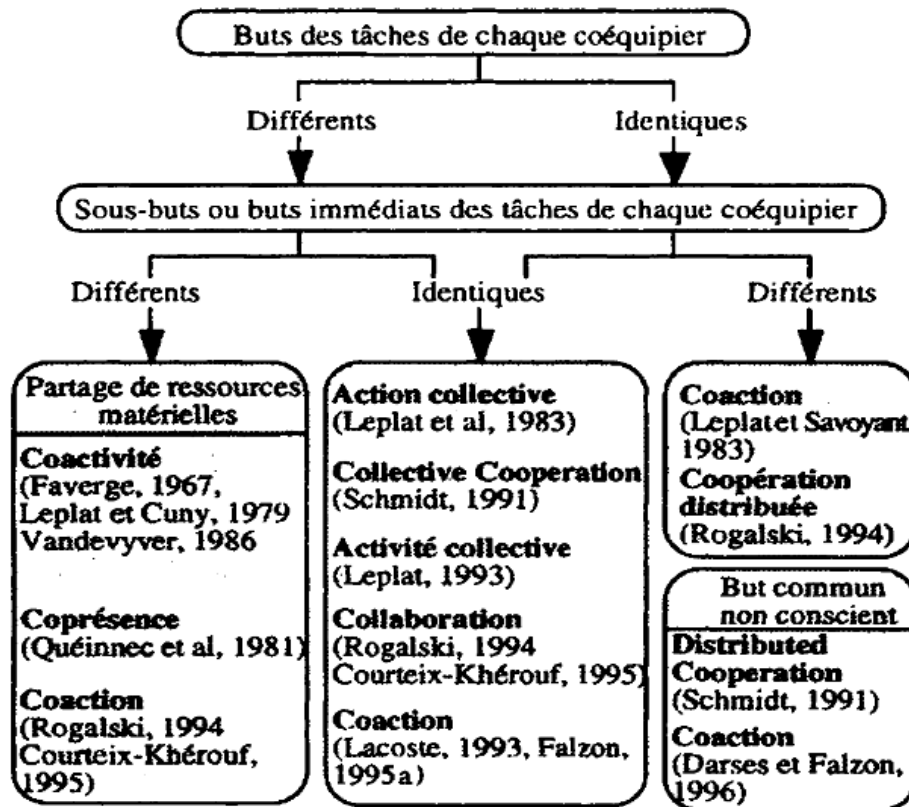 Buts des tâches de chaque coéquipier
Différents
Identiques
Sous-buts ou buts immédiats des tâches de chaque coéquipier
Différents
Identiques
Différents
Partage de ressources
matérielles
Coactivité
(Faverge, 1967,
Leplat et Cuny, 1979
Vandevyver, 1986
Coprésence
(Quéinnec et al, 1981)
Coaction
(Rogalski, 1994
Courteix-Khérouf,
1995)
Action collective
(Leplat et al, 1983)
Collective Cooperation
(Schmidt, 1991)
Activité collective
(Leplat, 1993)
Collaboration
(Rogalski, 1994
Courteix-Khérouf, 1995)
Coaction
(Lacoste, 1993, Falzon,
1995a)
Coaction
(Leplat et Savoyant
1983)
Coopération
distribuée
(Rogalski, 1994)
But commun
non conscient
Distributed
Cooperation
(Schmidt, 1991)
Coaction
(Darses et Falzon,
1996)